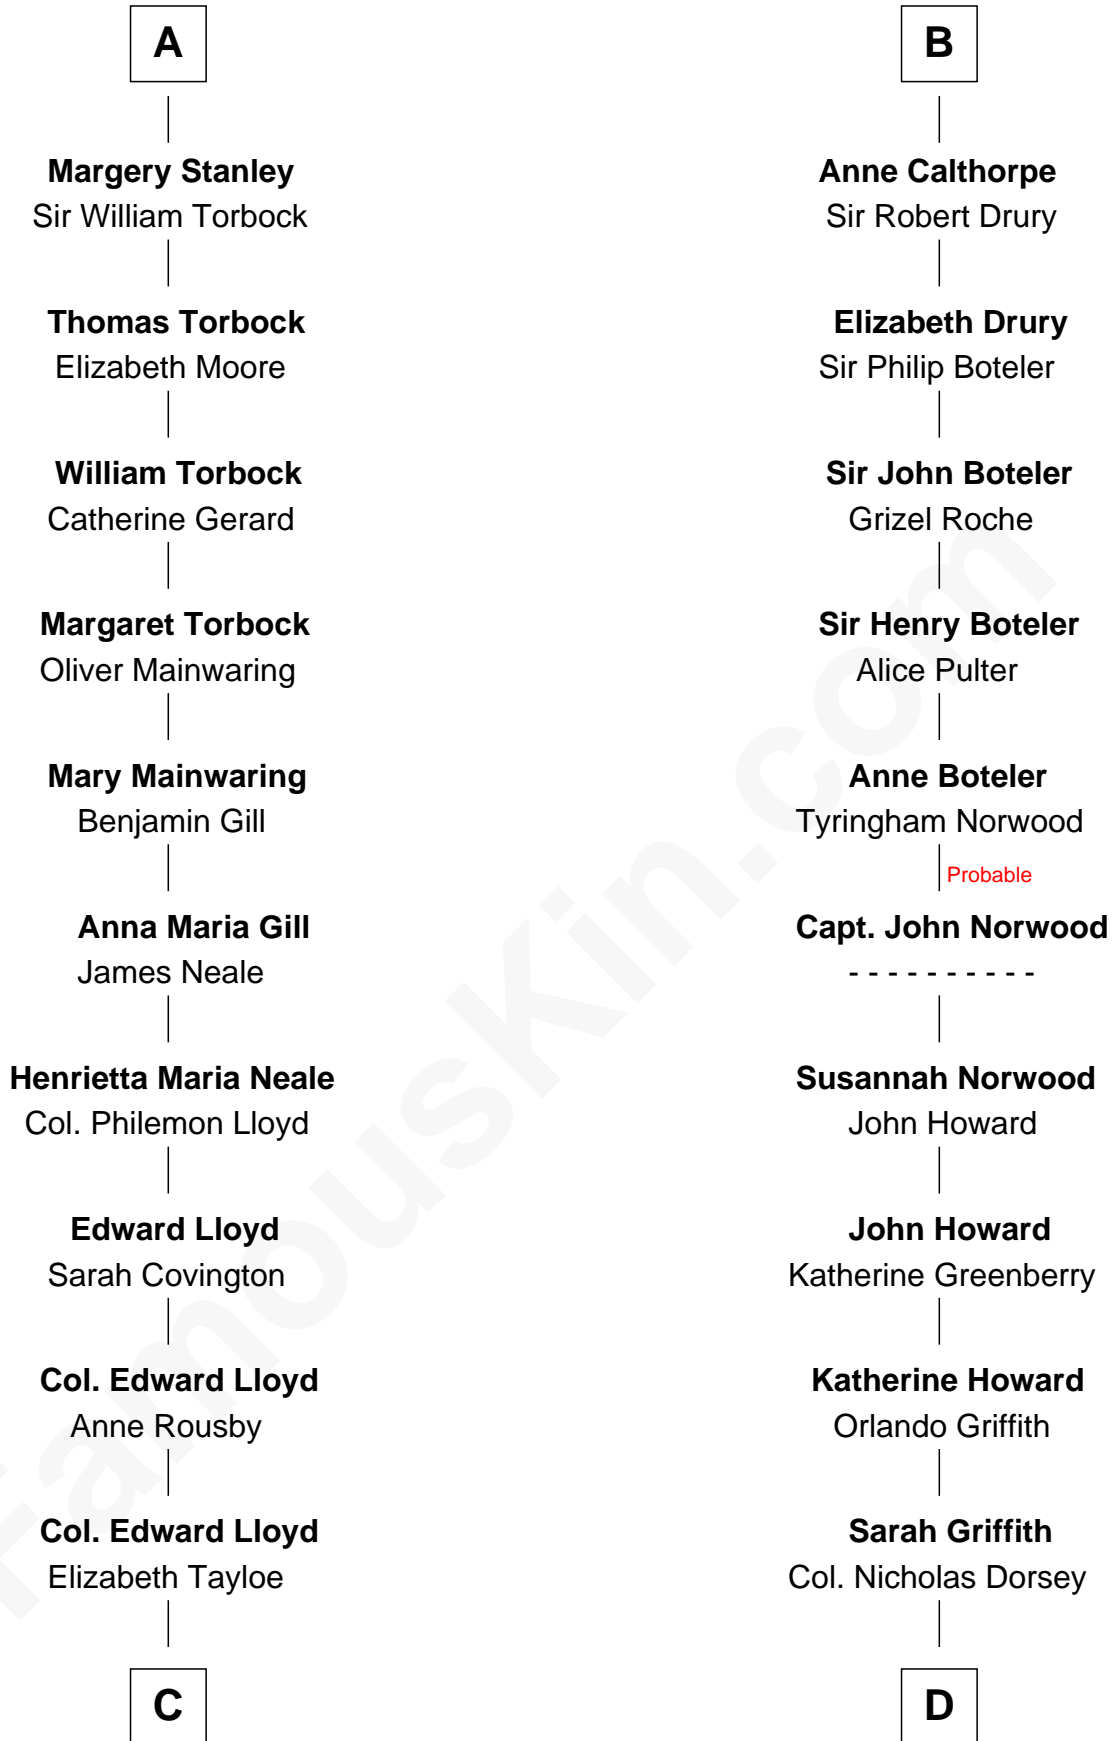 A
Margery Stanley
Sir William Torbock
Thomas Torbock
Elizabeth Moore
William Torbock
Catherine Gerard
Margaret Torbock
Oliver Mainwaring
Mary Mainwaring
Benjamin Gill
Anna Maria Gill
James Neale
Henrietta Maria Neale
Col. Philemon Lloyd
Edward Lloyd
Sarah Covington
Col. Edward Lloyd
Anne Rousby
Col. Edward Lloyd
Elizabeth Tayloe
C
B
Anne Calthorpe
Sir Robert Drury
Elizabeth Drury
Sir Philip Boteler
Sir John Boteler
Grizel Roche
Sir Henry Boteler
Alice Pulter
Anne Boteler
Tyringham Norwood
Probable
Capt. John Norwood
- - - - - - - - - -
Susannah Norwood
John Howard
John Howard
Katherine Greenberry
Katherine Howard
Orlando Griffith
Sarah Griffith
Col. Nicholas Dorsey
D
FamousKin.com